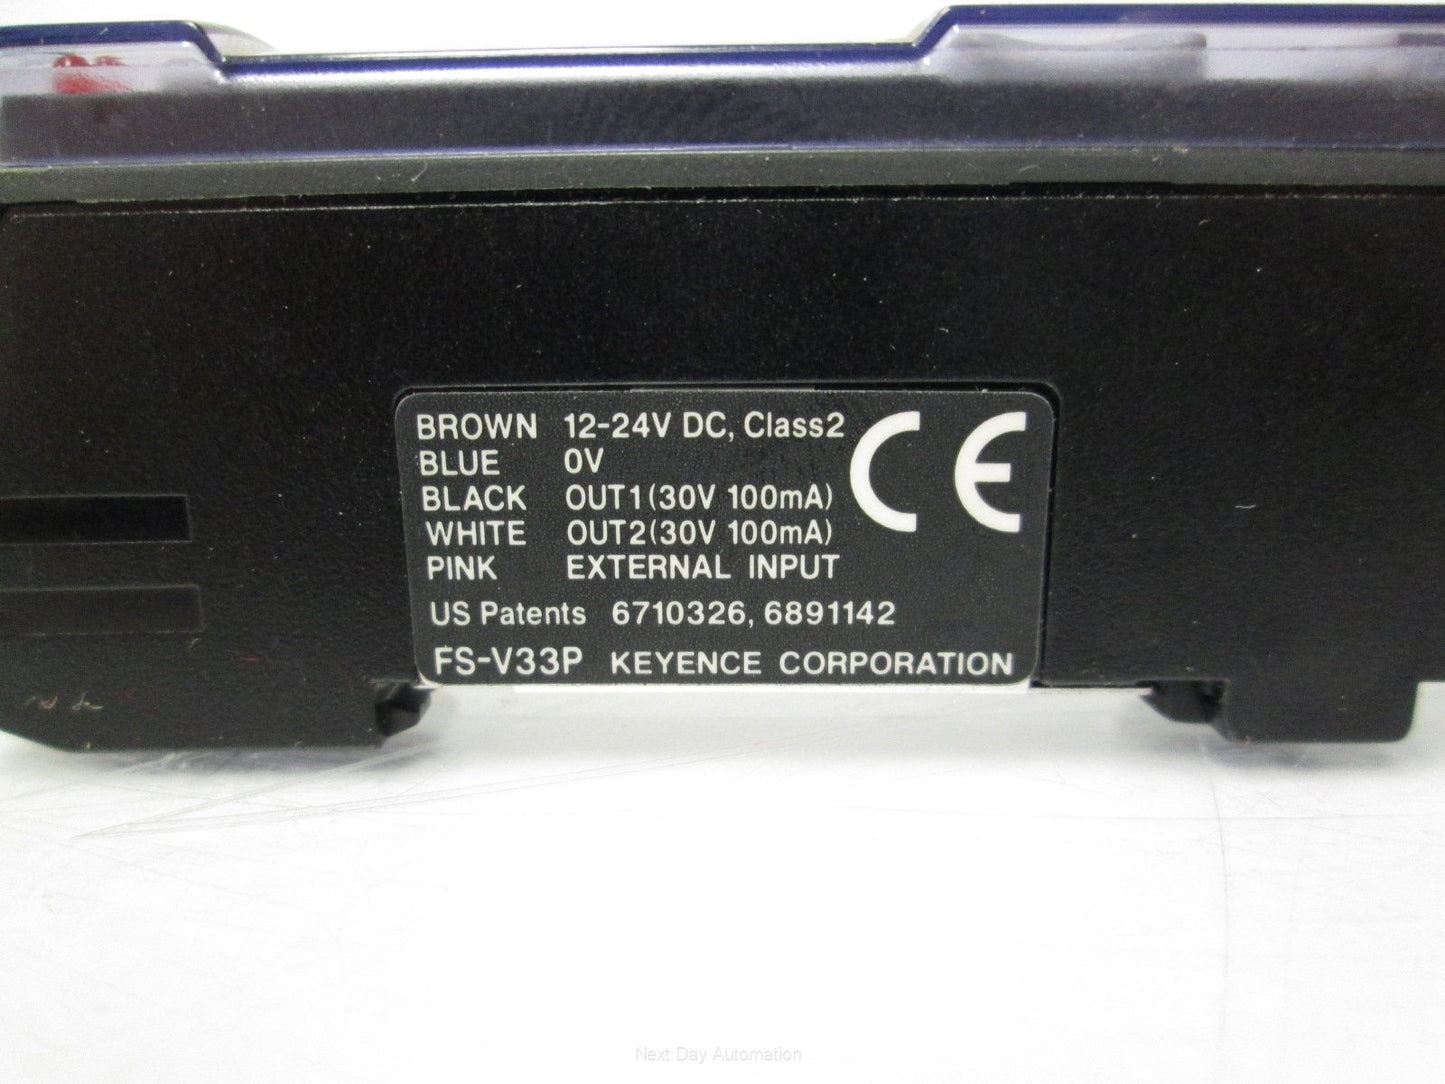 BROWN 12-24V DC, Class2
BLUE 0V
BLACK OUT1(30V 100mA)
WHITE OUT2(30V 100mA)
PINK EXTERNAL INPUT
CE
US Patents 6710326, 6891142
FS-V33P KEYENCE CORPORATION
Next Day Automation